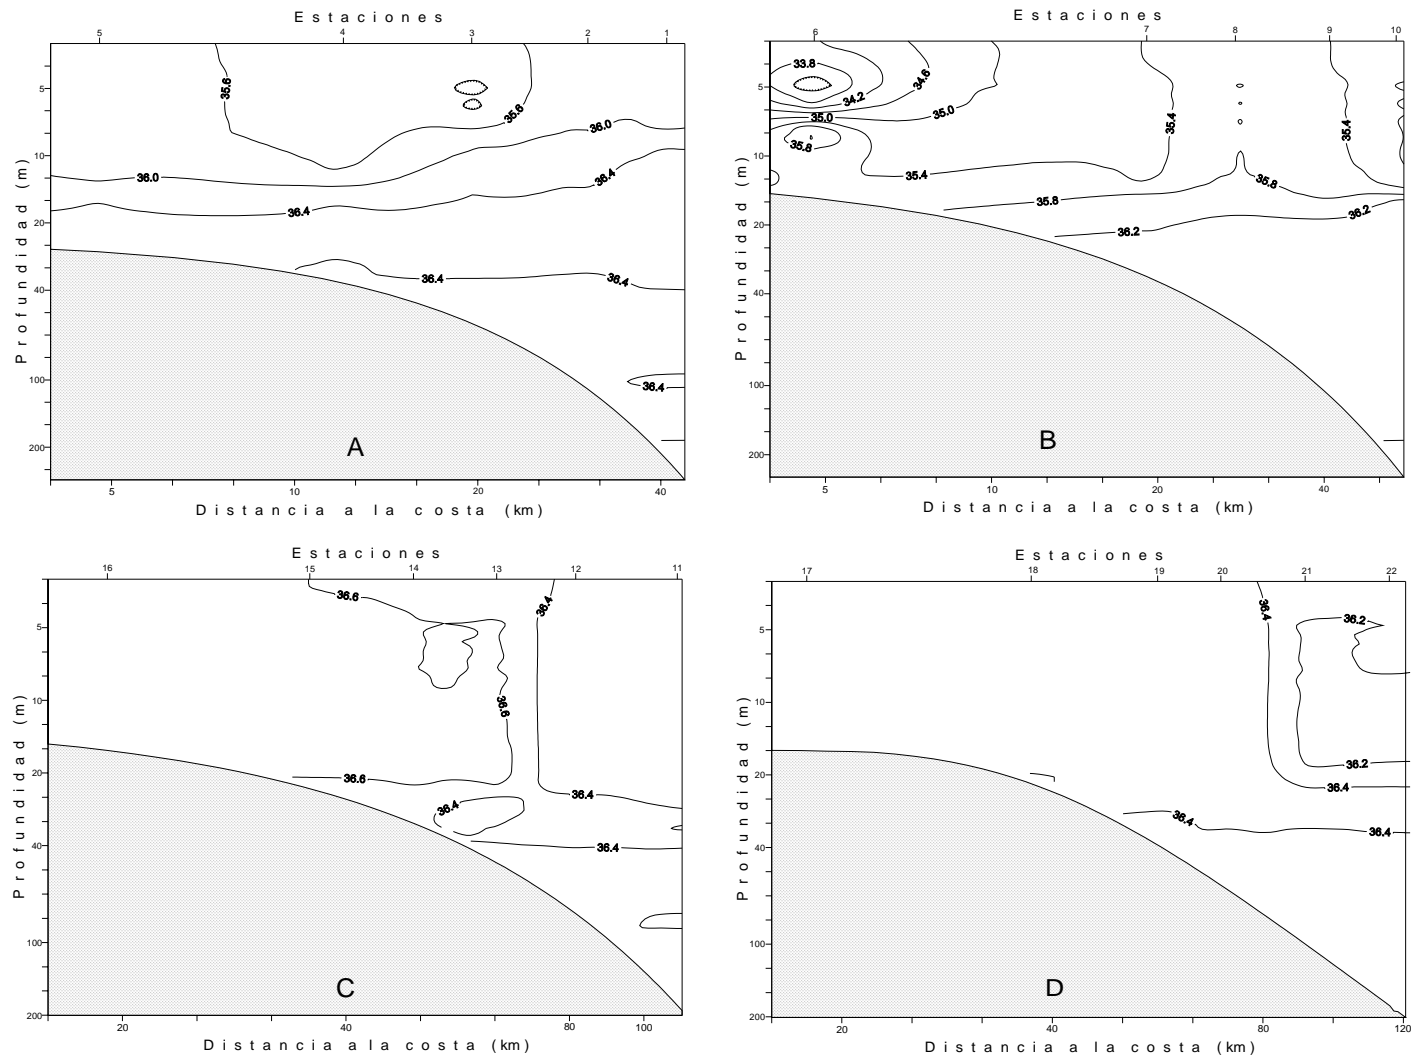 Estaciones
5 4 3 2 1
5
10
20
40
100
200
Profundidad (m)
35.6
35.6
36.0
36.0
36.4
36.4
36.4
36.4
36.4
A
5 10 20 40
Distancia a la costa (km)
Estaciones
6 7 8 9 10
5
10
20
40
100
200
Profundidad (m)
33.8
34.2
34.6
35.0
35.0
35.8
35.4
35.4
35.4
35.8
35.8
36.2
36.2
B
5 10 20 40
Distancia a la costa (km)
Estaciones
16 15 14 13 12 11
5
10
20
40
100
200
Profundidad (m)
36.6
36.4
36.6
36.6
36.4
36.4
36.4
C
20 40 80 100
Distancia a la costa (km)
Estaciones
17 18 19 20 21 22
5
10
20
40
100
200
Profundidad (m)
36.4
36.2
36.2
36.4
36.4
36.4
D
20 40 80 120
Distancia a la costa (km)